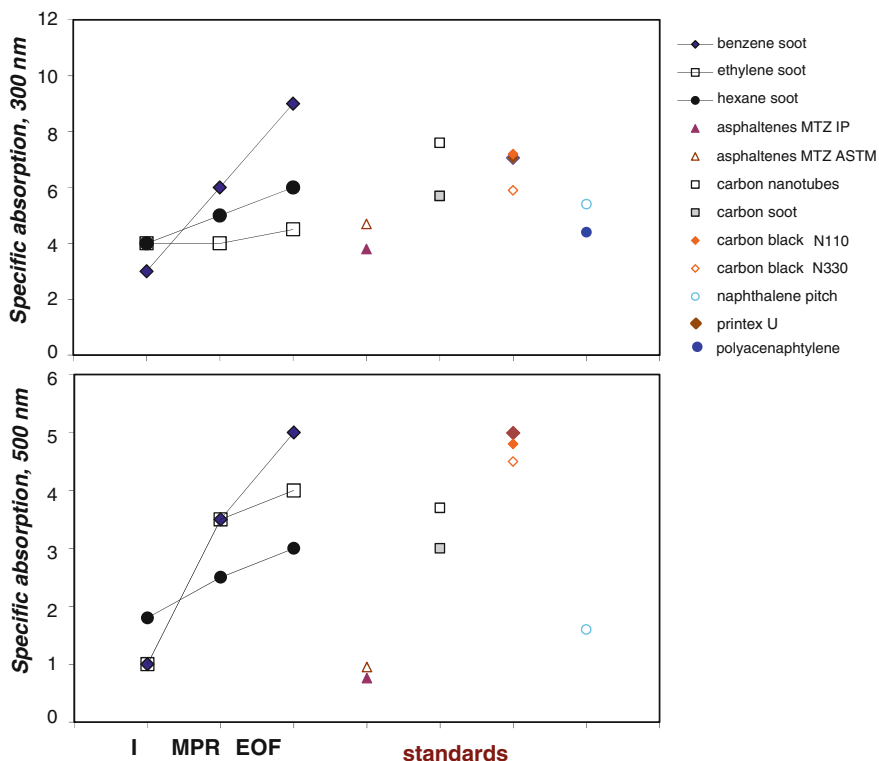 Specific absorption, 300 nm
12
10
8
6
4
2
0
benzene soot
ethylene soot
hexane soot
asphaltenes MTZ IP
asphaltenes MTZ ASTM
carbon nanotubes
carbon soot
carbon black N110
carbon black N330
naphthalene pitch
printex U
polyacenaphtylene
Specific absorption, 500 nm
6
5
4
3
2
1
0
I MPR EOF standards